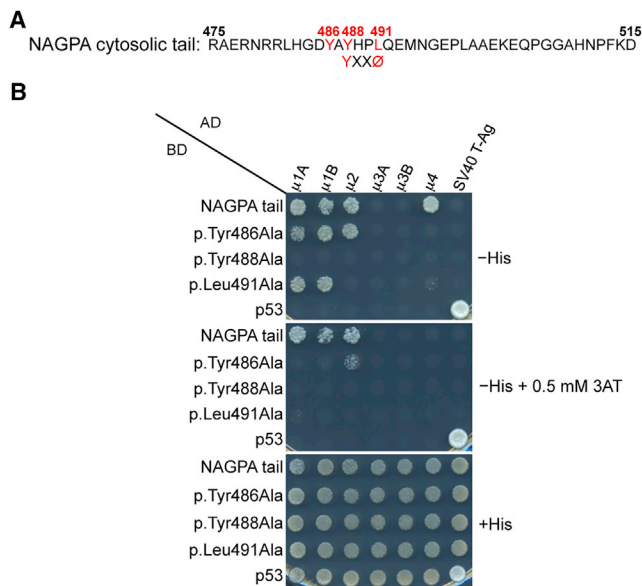 A
475 486 488 491 515
NAGPA cytosolic tail: RAERNRRLHGDYAYHPLQEMNGEPLAAEKEQPGGAHNPFKD
YXXØ
B
AD
BD
μ1A μ1B μ2 μ3A μ3B μ4 SV40 T-Ag
NAGPA tail
p.Tyr486Ala
p.Tyr488Ala
p.Leu491Ala
p53
−His
NAGPA tail
p.Tyr486Ala
p.Tyr488Ala
p.Leu491Ala
p53
−His + 0.5 mM 3AT
NAGPA tail
p.Tyr486Ala
p.Tyr488Ala
p.Leu491Ala
p53
+His